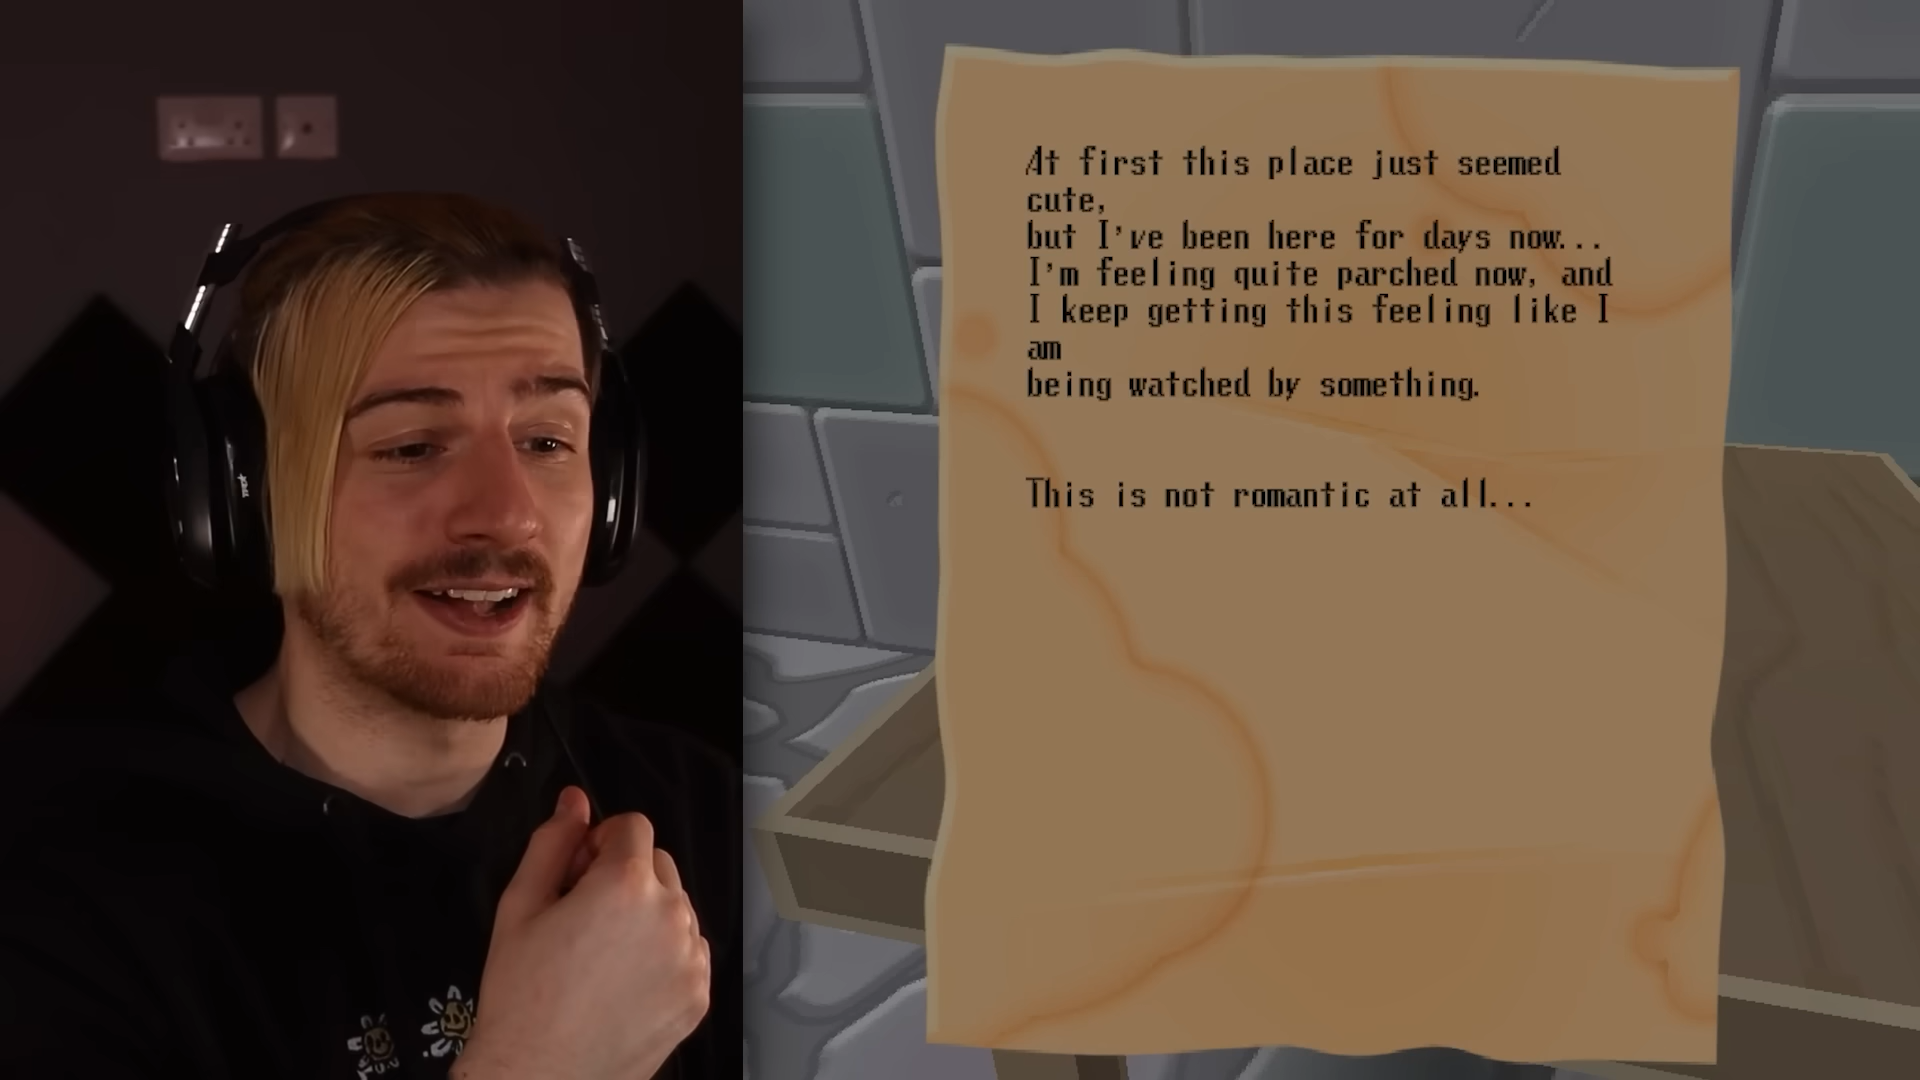 At first this place just seemed
cute,
but I've been here for days now...
I'm feeling quite parched now, and
I keep getting this feeling like I
am
being watched by something.
This is not romantic at all...